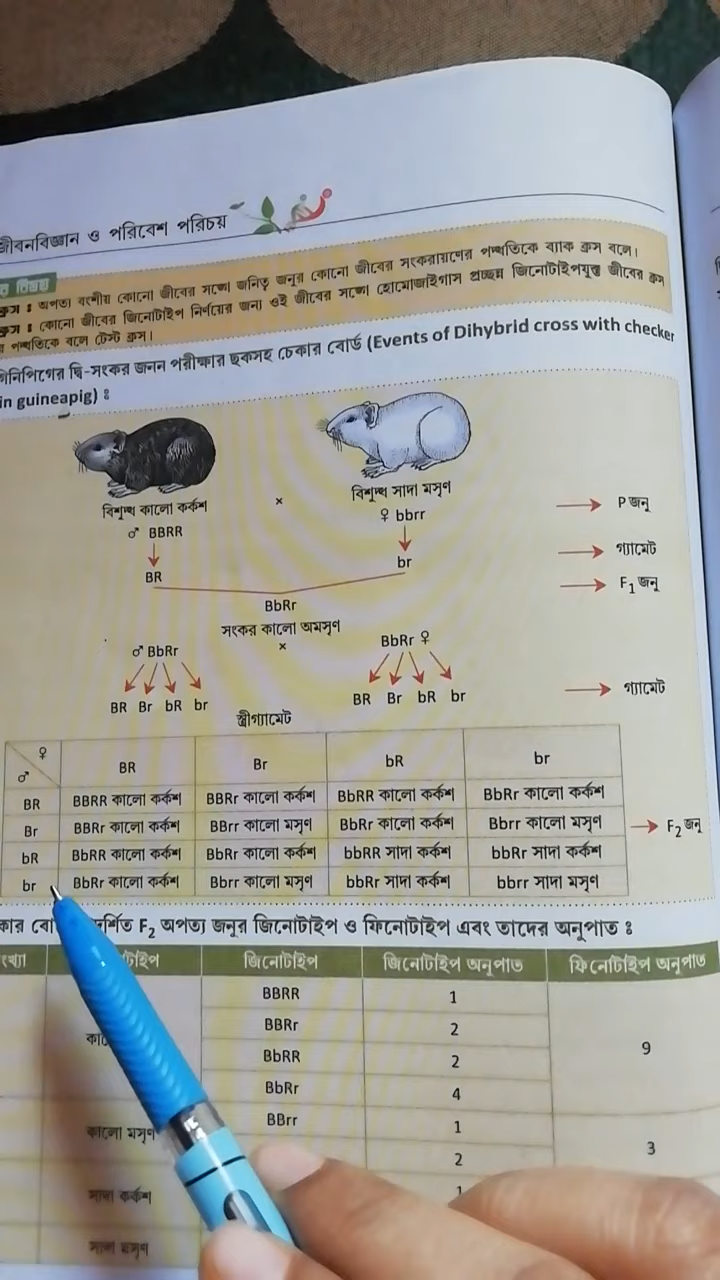 জীবনবিজ্ঞান ও পরিবেশ পরিচয়
বিষয়
ক্রস : অপত্য বংশীয় কোনো জীবের সঙ্গে জনিতৃ জনুর কোনো জীবের সংকরায়ণের পদ্ধতিকে ব্যাক ক্রস বলে।
ক্রস : কোনো জীবের জিনোটাইপ নির্ণয়ের জন্য ওই জীবের সঙ্গে হোমোজাইগাস প্রচ্ছন্ন জিনোটাইপযুক্ত জীবের ক্রস
পদ্ধতিকে বলে টেস্ট ক্রস।
গিনিপিগের দ্বি-সংকর জনন পরীক্ষার ছকসহ চেকার বোর্ড (Events of Dihybrid cross with checker
in guineapig) :
বিশুদ্ধ কালো কর্কশ × বিশুদ্ধ সাদা মসৃণ → P জনু
♂ BBRR ♀ bbrr
BR br → গ্যামেট
BbRr → F₁ জনু
সংকর কালো অমসৃণ
♂ BbRr × BbRr ♀
BR Br bR br BR Br bR br → গ্যামেট
স্ত্রীগ্যামেট
♀ ♂ BR Br bR br
BR BBRR কালো কর্কশ BBRr কালো কর্কশ BbRR কালো কর্কশ BbRr কালো কর্কশ
Br BBRr কালো কর্কশ BBrr কালো মসৃণ BbRr কালো কর্কশ Bbrr কালো মসৃণ → F₂ জনু
bR BbRR কালো কর্কশ BbRr কালো কর্কশ bbRR সাদা কর্কশ bbRr সাদা কর্কশ
br BbRr কালো কর্কশ Bbrr কালো মসৃণ bbRr সাদা কর্কশ bbrr সাদা মসৃণ
কার বো র্শিত F₂ অপত্য জনুর জিনোটাইপ ও ফিনোটাইপ এবং তাদের অনুপাত :
টাইপ জিনোটাইপ জিনোটাইপ অনুপাত ফিনোটাইপ অনুপাত
BBRR 1
BBRr 2
BbRR 2 9
BbRr 4
BBrr 1
কালো মসৃণ 2 3
সাদা কর্কশ 1
সাদা মসৃণ